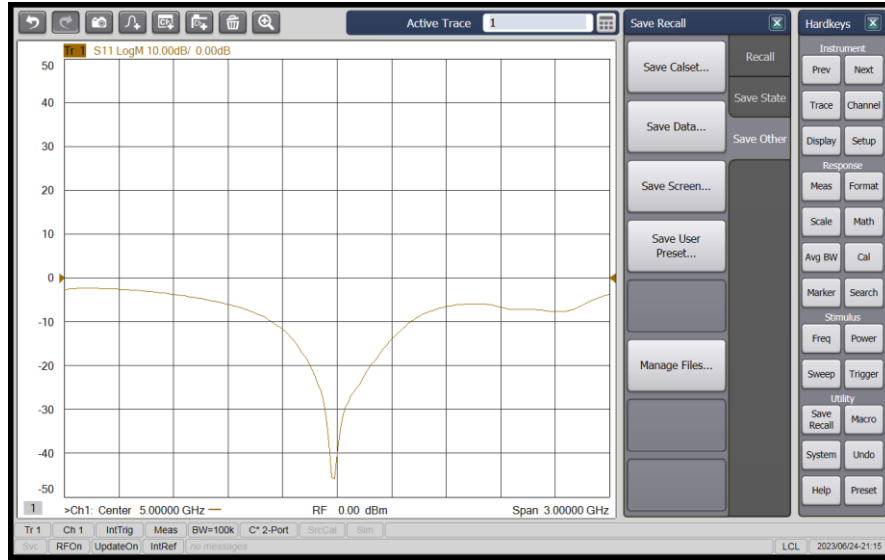 Active Trace 1
Tr 1 S11 LogM 10.00dB/ 0.00dB
50
40
30
20
10
0
-10
-20
-30
-40
-50
1 >Ch1: Center 5.00000 GHz RF 0.00 dBm Span 3.00000 GHz
Save Recall X
Save Calset...
Save Data...
Save Screen...
Save User Preset...
Manage Files...
Recall
Save State
Save Other
Hardkeys X
Instrument
Prev Next
Trace Channel
Display Setup
Response
Meas Format
Scale Math
Avg BW Cal
Marker Search
Stimulus
Freq Power
Sweep Trigger
Utility
Save Recall Macro
System Undo
Help Preset
Tr 1 Ch 1 IntTrig Meas BW=100k C* 2-Port SrcCal Sim
Svc RFOn UpdateOn IntRef no messages LCL 2023/06/24-21:15